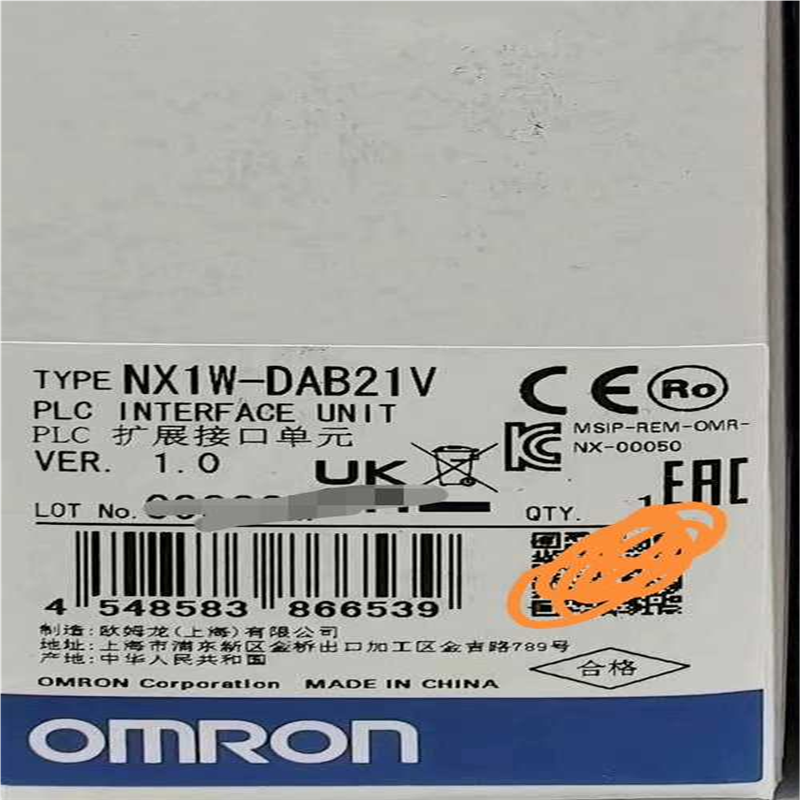 TYPE NX1W-DAB21V
PLC INTERFACE UNIT
PLC 扩展接口单元
VER. 1.0
CE
Ro
MSIP-REM-OMR-
NX-00050
UK
EAC
LOT No.
QTY. 1
4 548583 866539
制造:欧姆龙(上海)有限公司
地址:上海市浦东新区金桥出口加工区金吉路789号
产地:中华人民共和国
合格
OMRON Corporation MADE IN CHINA
OMRON